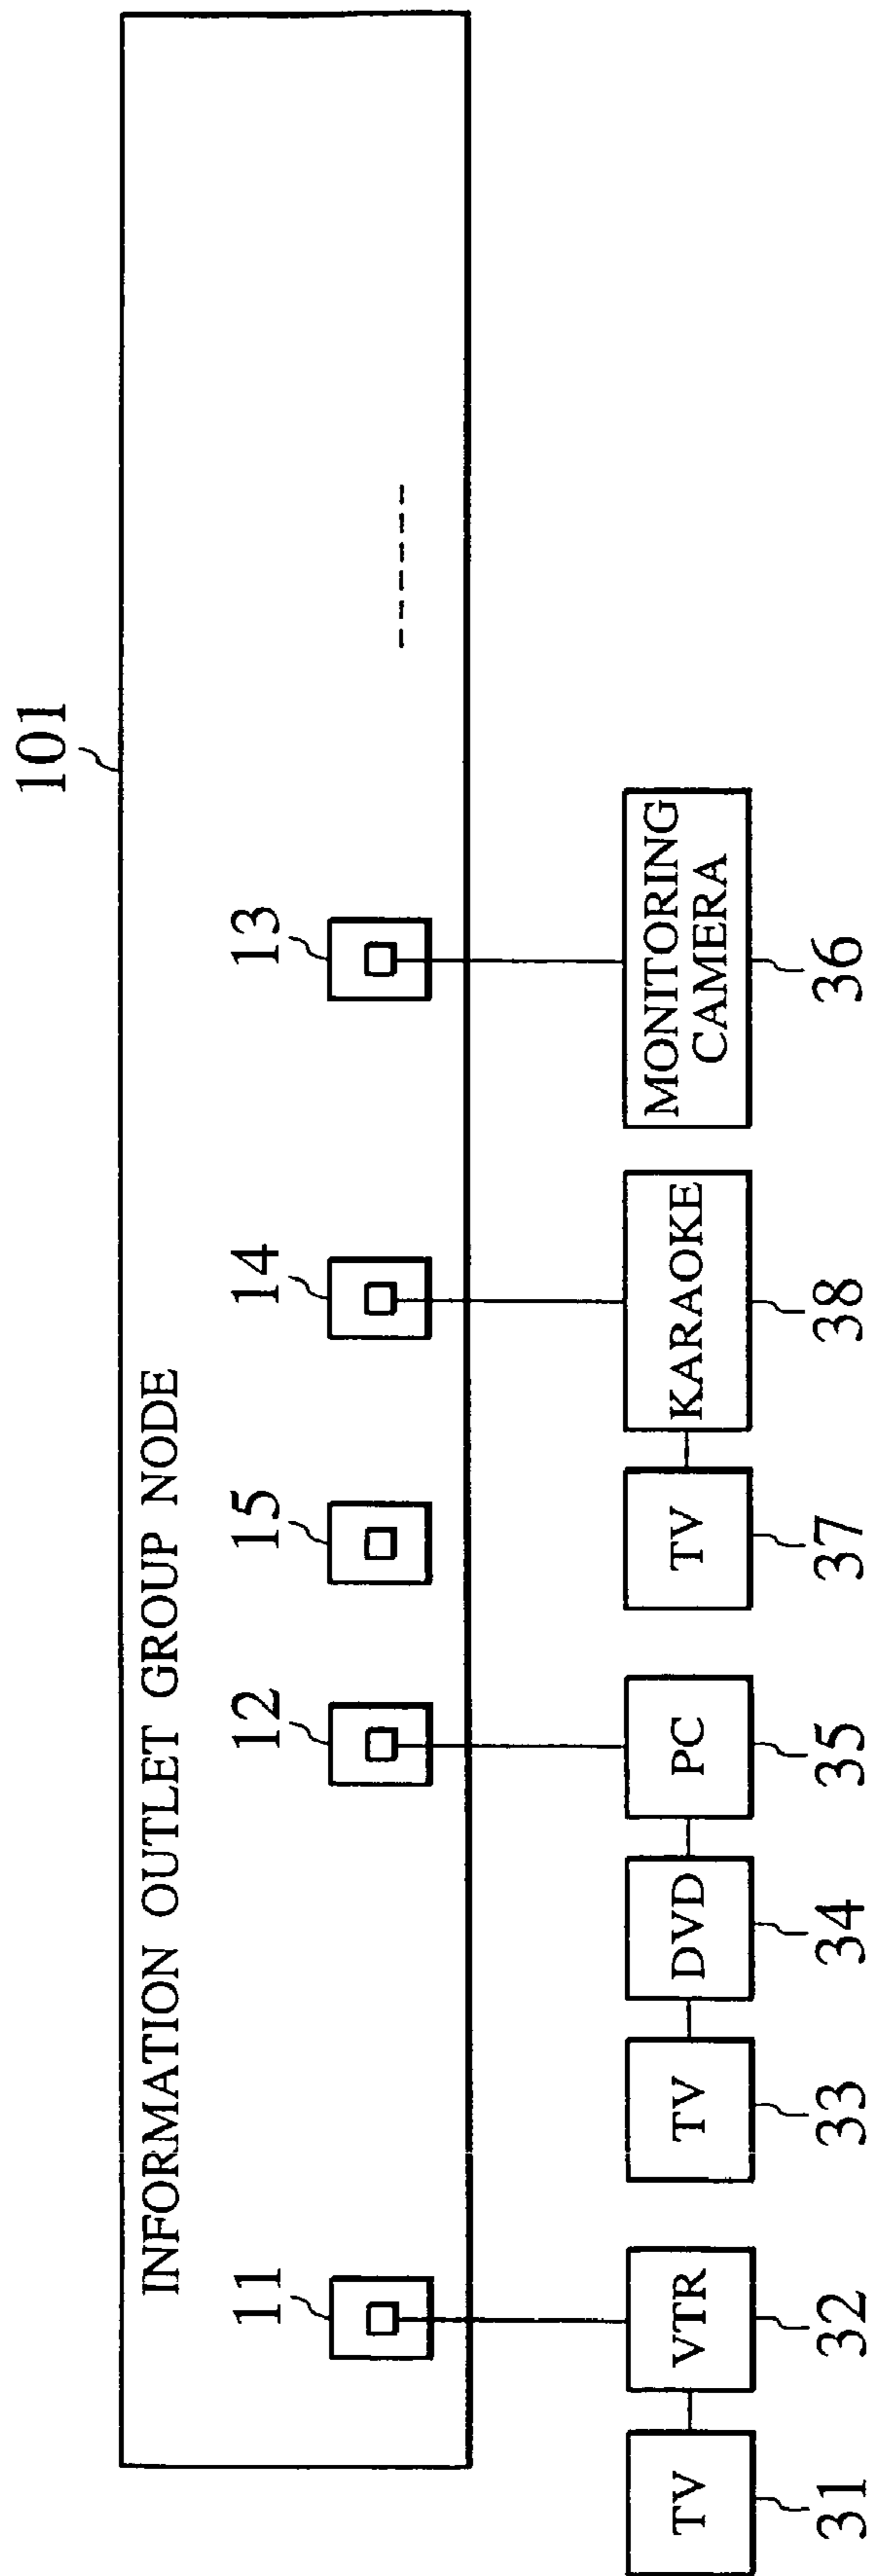 101
INFORMATION OUTLET GROUP NODE
11
12
15
14
13
TV
VTR
TV
DVD
PC
TV
KARAOKE
MONITORING
CAMERA
31
32
33
34
35
37
38
36